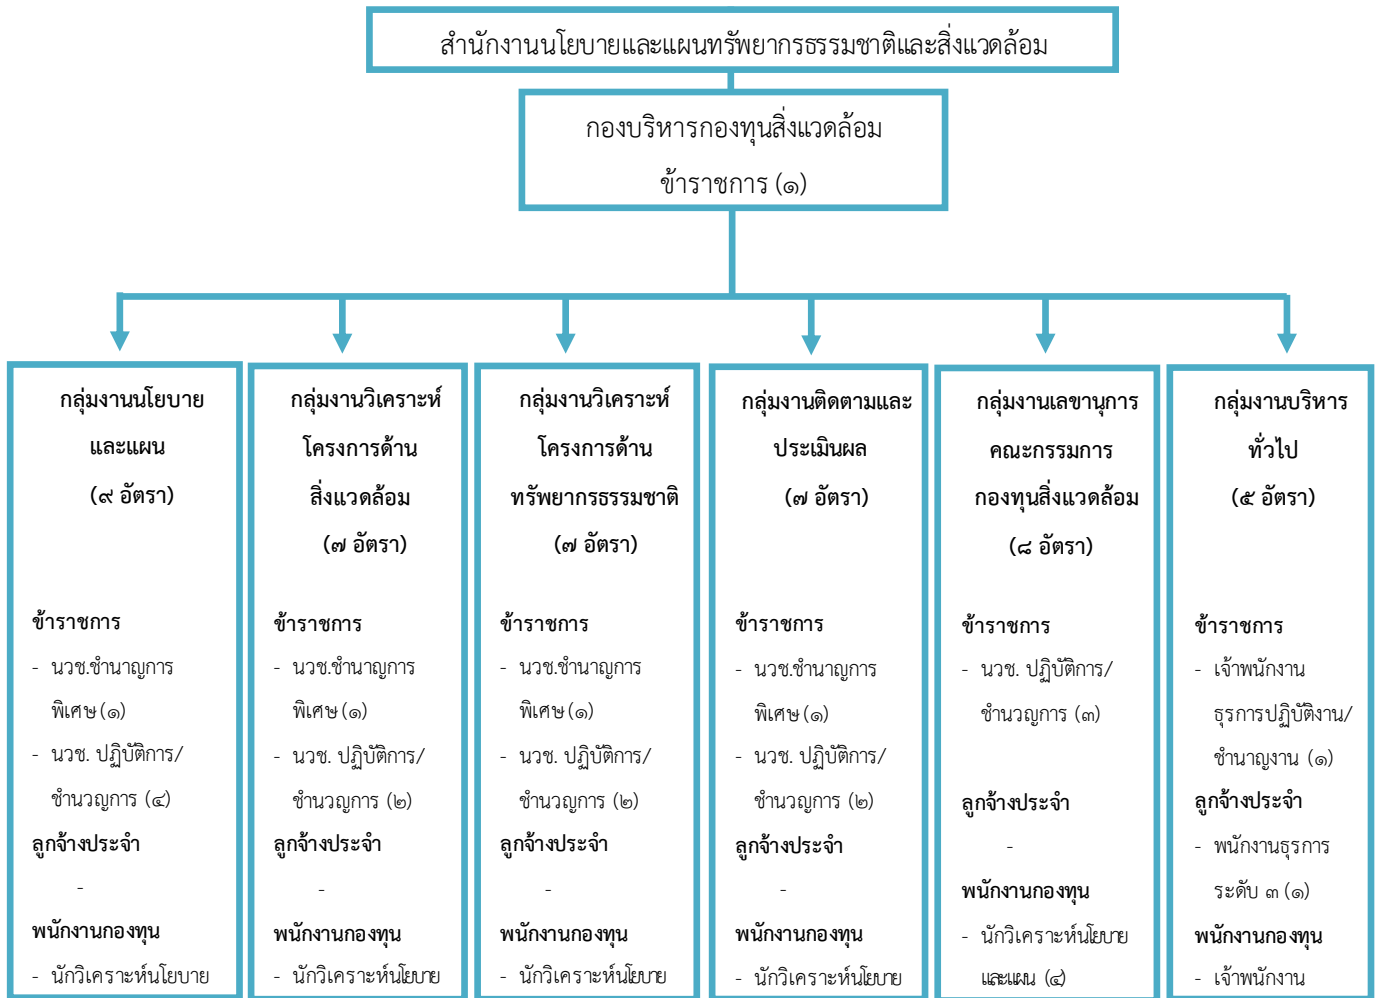 สำนักงานนโยบายและแผนทรัพยากรธรรมชาติและสิ่งแวดล้อม
กองบริหารกองทุนสิ่งแวดล้อม
ข้าราชการ (๑)
กลุ่มงานนโยบาย
และแผน
(๙ อัตรา)
ข้าราชการ
- นวช.ชำนาญการ
พิเศษ (๑)
- นวช. ปฏิบัติการ/
ชำนวญการ (๔)
ลูกจ้างประจำ
-
พนักงานกองทุน
- นักวิเคราะห์นโยบาย
กลุ่มงานวิเคราะห์
โครงการด้าน
สิ่งแวดล้อม
(๗ อัตรา)
ข้าราชการ
- นวช.ชำนาญการ
พิเศษ (๑)
- นวช. ปฏิบัติการ/
ชำนวญการ (๒)
ลูกจ้างประจำ
-
พนักงานกองทุน
- นักวิเคราะห์นโยบาย
กลุ่มงานวิเคราะห์
โครงการด้าน
ทรัพยากรธรรมชาติ
(๗ อัตรา)
ข้าราชการ
- นวช.ชำนาญการ
พิเศษ (๑)
- นวช. ปฏิบัติการ/
ชำนวญการ (๒)
ลูกจ้างประจำ
-
พนักงานกองทุน
- นักวิเคราะห์นโยบาย
กลุ่มงานติดตามและ
ประเมินผล
(๗ อัตรา)
ข้าราชการ
- นวช.ชำนาญการ
พิเศษ (๑)
- นวช. ปฏิบัติการ/
ชำนวญการ (๒)
ลูกจ้างประจำ
-
พนักงานกองทุน
- นักวิเคราะห์นโยบาย
กลุ่มงานเลขานุการ
คณะกรรมการ
กองทุนสิ่งแวดล้อม
(๘ อัตรา)
ข้าราชการ
- นวช. ปฏิบัติการ/
ชำนวญการ (๓)
ลูกจ้างประจำ
-
พนักงานกองทุน
- นักวิเคราะห์นโยบาย
และแผน (๔)
กลุ่มงานบริหาร
ทั่วไป
(๕ อัตรา)
ข้าราชการ
- เจ้าพนักงาน
ธุรการปฏิบัติงาน/
ชำนาญงาน (๑)
ลูกจ้างประจำ
- พนักงานธุรการ
ระดับ ๓ (๑)
พนักงานกองทุน
- เจ้าพนักงาน